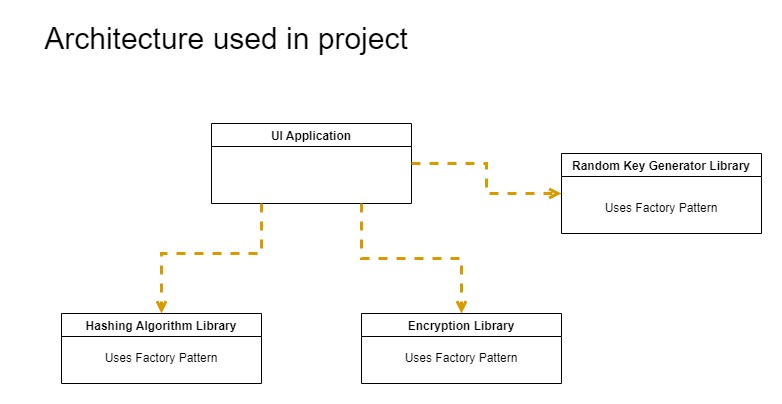 Architecture used in project
UI Application
Random Key Generator Library
Uses Factory Pattern
Hashing Algorithm Library
Uses Factory Pattern
Encryption Library
Uses Factory Pattern